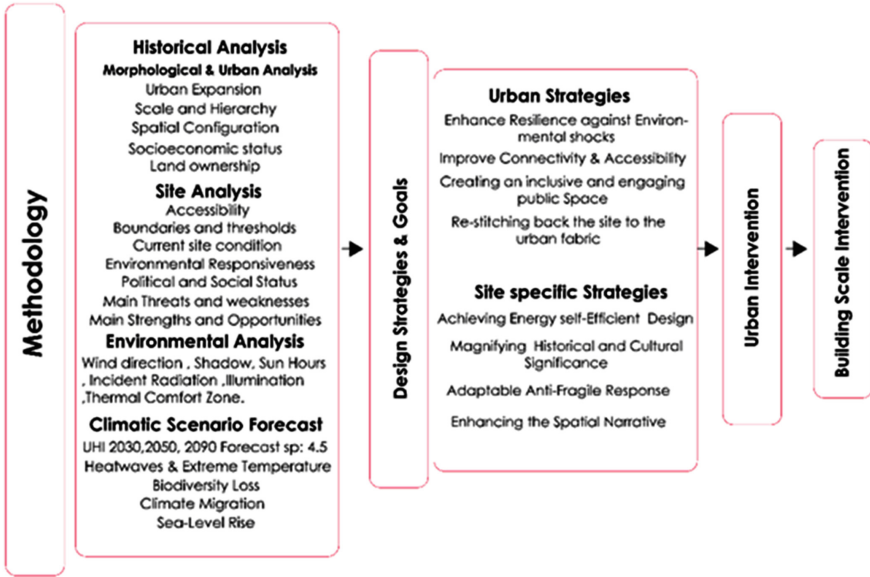 Methodology
Historical Analysis
Morphological & Urban Analysis
Urban Expansion
Scale and Hierarchy
Spatial Configuration
Socioeconomic status
Land ownership
Site Analysis
Accessibility
Boundaries and thresholds
Current site condition
Environmental Responsiveness
Political and Social Status
Main Threats and weaknesses
Main Strengths and Opportunities
Environmental Analysis
Wind direction , Shadow, Sun Hours
, Incident Radiation ,Illumination
,Thermal Comfort Zone.
Climatic Scenario Forecast
UHI 2030,2050, 2090 Forecast sp: 4.5
Heatwaves & Extreme Temperature
Biodiversity Loss
Climate Migration
Sea-Level Rise
Design Strategies & Goals
Urban Strategies
Enhance Resilience against Environ-
mental shocks
Improve Connectivity & Accessibility
Creating an inclusive and engaging
public Space
Re-stitching back the site to the
urban fabric
Site specific Strategies
Achieving Energy self-Efficient Design
Magnifying Historical and Cultural
Significance
Adaptable Anti-Fragile Response
Enhancing the Spatial Narrative
Urban Intervention
Building Scale Intervention